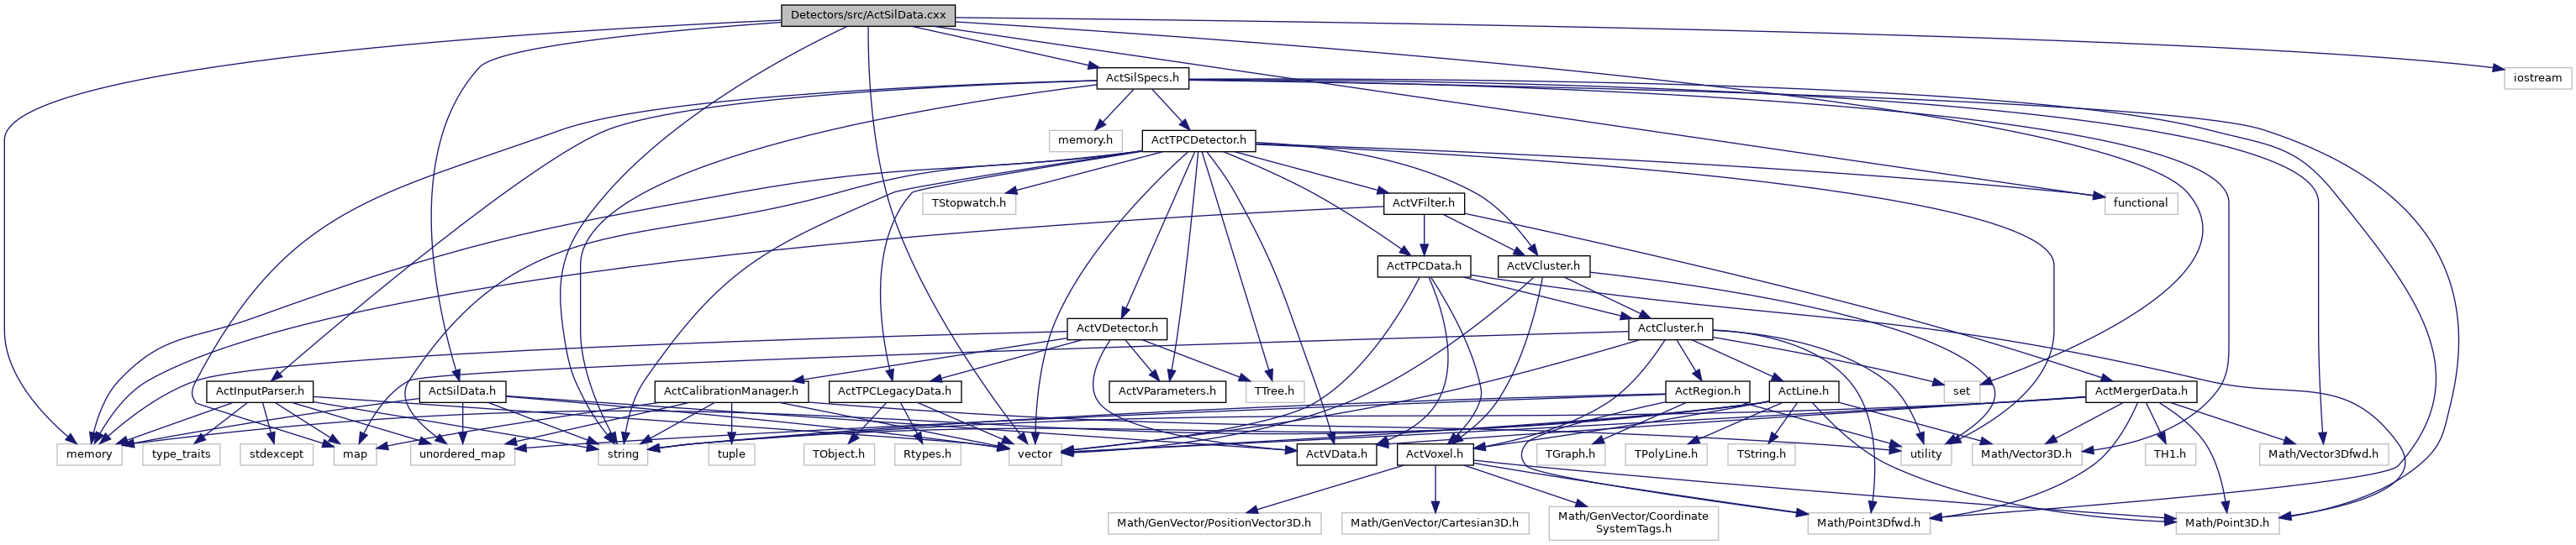 Detectors/src/ActSilData.cxx
ActSilSpecs.h
iostream
memory.h
ActTPCDetector.h
TStopwatch.h
ActVFilter.h
functional
ActTPCData.h
ActVCluster.h
ActVDetector.h
ActCluster.h
ActInputParser.h
ActSilData.h
ActCalibrationManager.h
ActTPCLegacyData.h
ActVParameters.h
TTree.h
ActRegion.h
ActLine.h
set
ActMergerData.h
memory
type_traits
stdexcept
map
unordered_map
string
tuple
TObject.h
Rtypes.h
vector
ActVData.h
ActVoxel.h
TGraph.h
TPolyLine.h
TString.h
utility
Math/Vector3D.h
TH1.h
Math/Vector3Dfwd.h
Math/GenVector/PositionVector3D.h
Math/GenVector/Cartesian3D.h
Math/GenVector/Coordinate
SystemTags.h
Math/Point3Dfwd.h
Math/Point3D.h